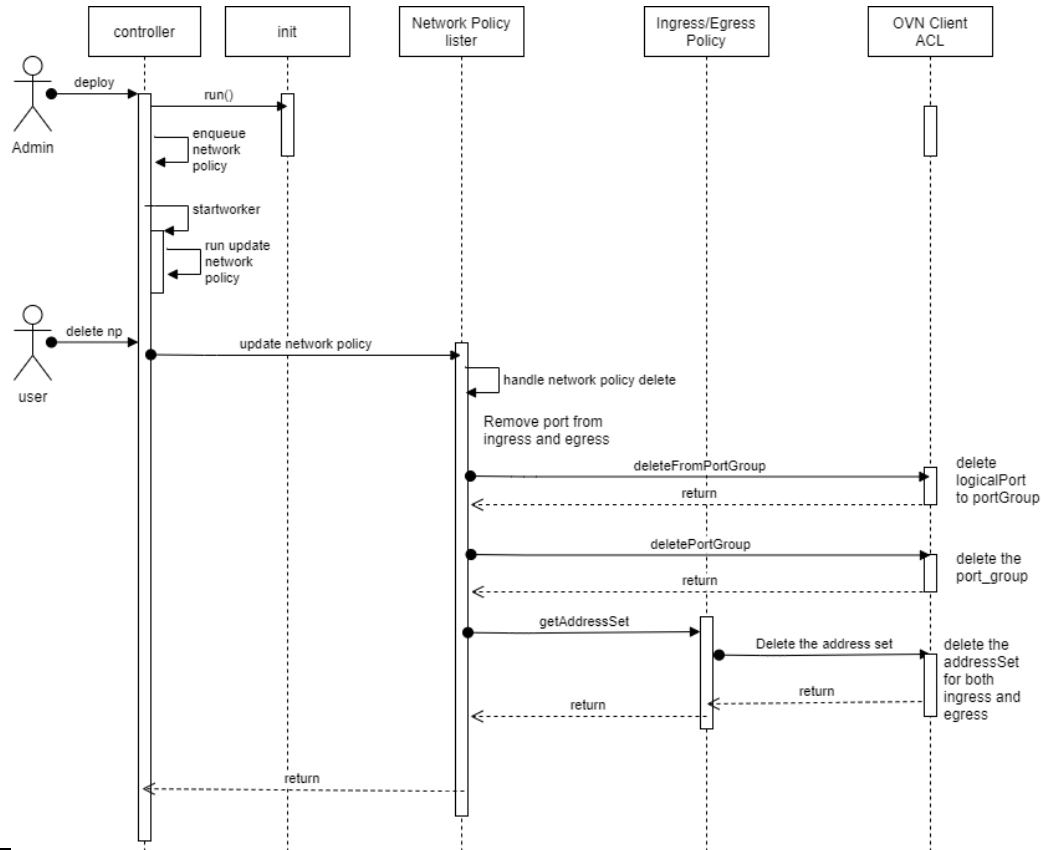 controller
init
Network Policy
lister
Ingress/Egress
Policy
OVN Client
ACL
deploy
Admin
run()
enqueue
network
policy
startworker
run update
network
policy
delete np
user
update network policy
handle network policy delete
Remove port from
ingress and egress
deleteFromPortGroup
return
delete
logicalPort
to portGroup
deletePortGroup
return
delete the
port_group
getAddressSet
Delete the address set
return
return
delete the
addressSet
for both
ingress and
egress
return